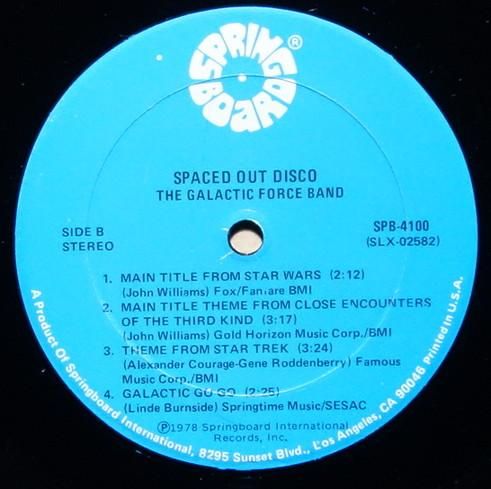 SPRINGBOARD®
SPACED OUT DISCO
THE GALACTIC FORCE BAND
SIDE B
STEREO
SPB-4100
(SLX-02582)
1. MAIN TITLE FROM STAR WARS (2:12)
(John Williams) Fox/Fanfare BMI
2. MAIN TITLE THEME FROM CLOSE ENCOUNTERS
OF THE THIRD KIND (3:17)
(John Williams) Gold Horizon Music Corp./BMI
3. THEME FROM STAR TREK (3:24)
(Alexander Courage-Gene Roddenberry) Famous
Music Corp./BMI
4. GALACTIC GO GO (2:25)
(Linde Burnside) Springtime Music/SESAC
℗1978 Springboard International
Records, Inc.
A Product Of Springboard International, 8295 Sunset Blvd., Los Angeles, CA 90046 Printed in U.S.A.